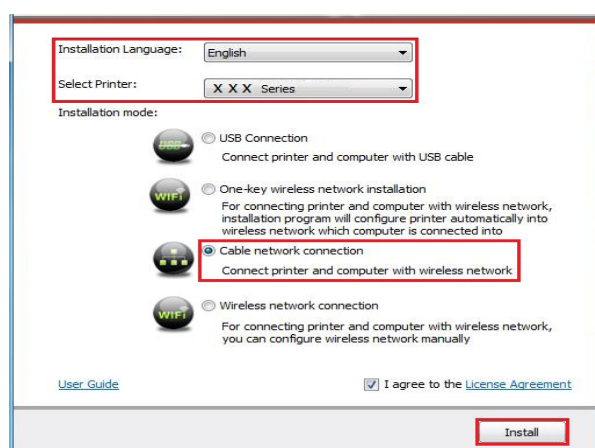 Installation Language: English
Select Printer: X X X Series
Installation mode:
USB Connection
Connect printer and computer with USB cable
WiFi One-key wireless network installation
For connecting printer and computer with wireless network,
installation program will configure printer automatically into
wireless network which computer is connected into
Cable network connection
Connect printer and computer with wireless network
WiFi Wireless network connection
For connecting printer and computer with wireless network,
you can configure wireless network manually
User Guide I agree to the License Agreement
Install